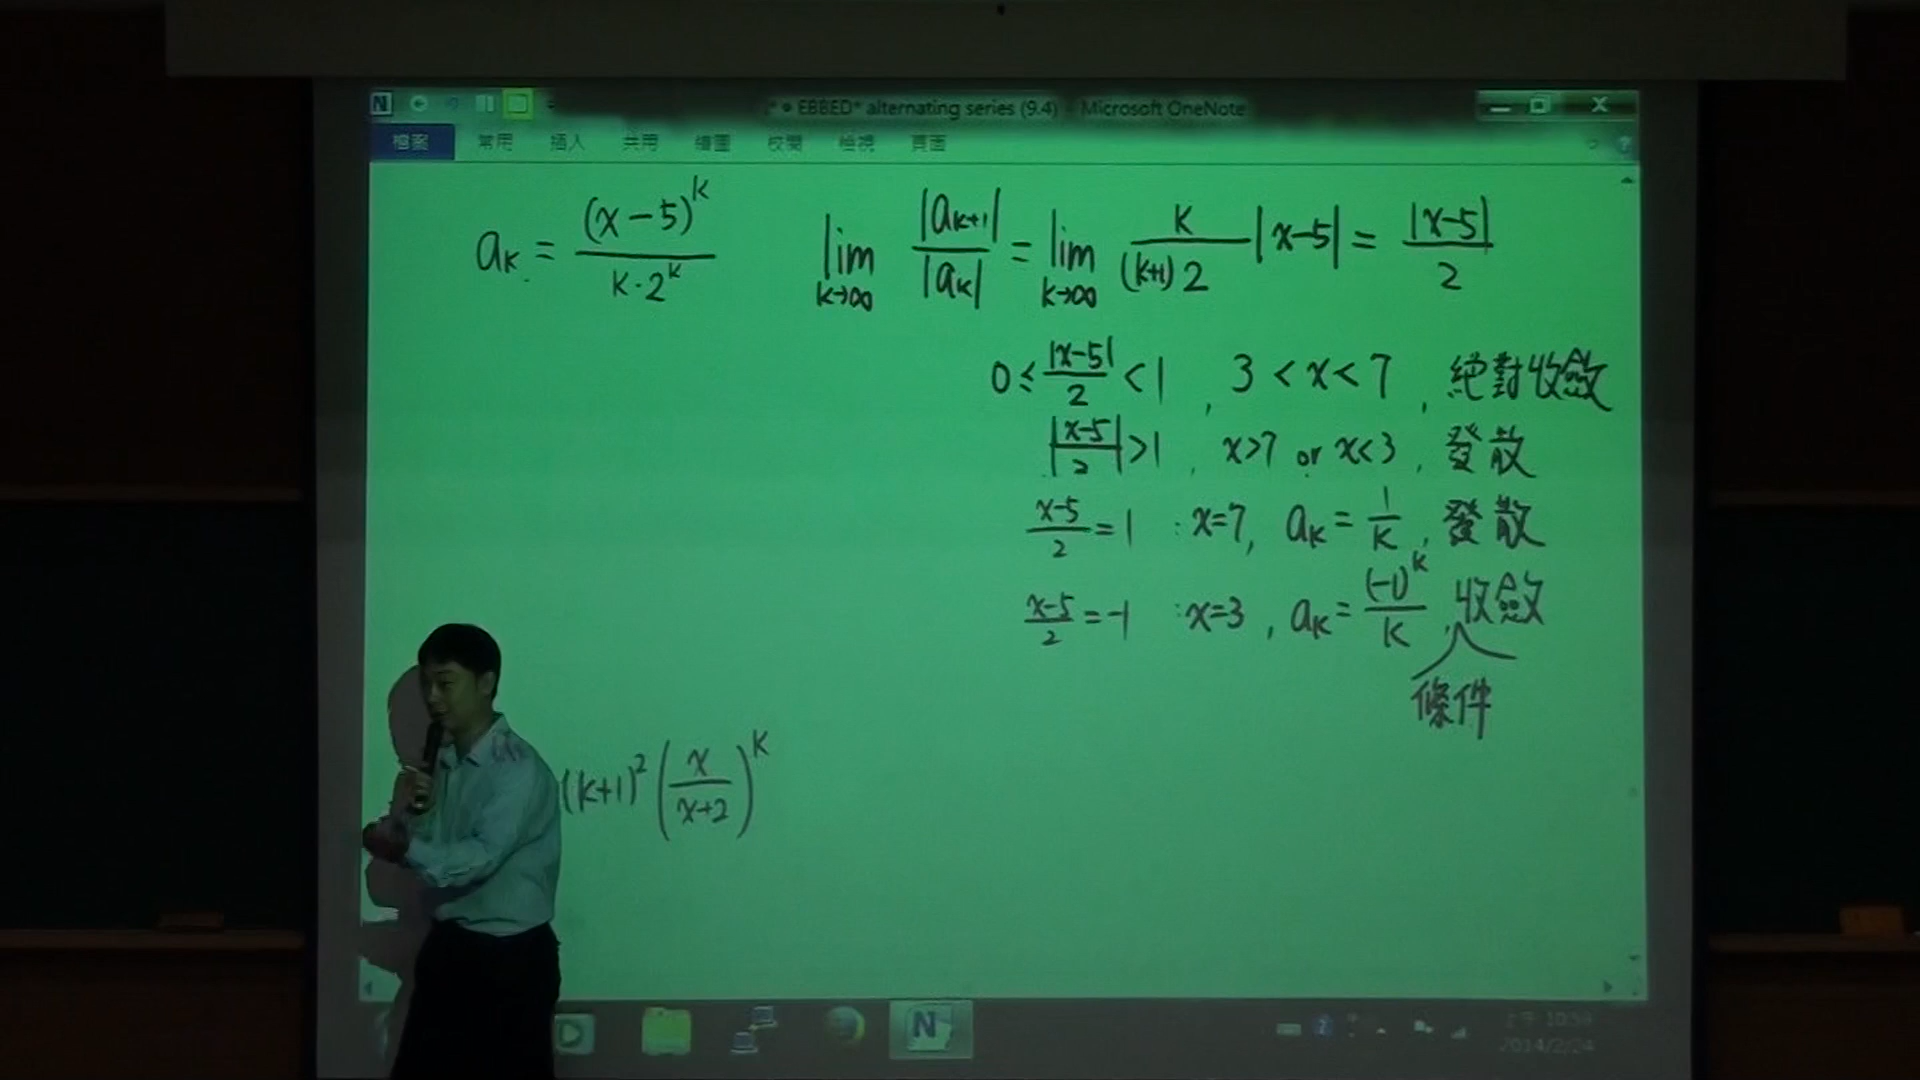 * EBBED* alternating series (9.4) - Microsoft OneNote
檔案 常用 插入 共用 繪圖 校閱 檢視 頁面
a_k = (x-5)^k / (k·2^k)   lim_{k→∞} |a_{k+1}|/|a_k| = lim_{k→∞} k/((k+1)2) |x-5| = |x-5|/2
0 ≤ |x-5|/2 < 1 , 3 < x < 7 , 絕對收斂
|x-5|/2 > 1 , x>7 or x<3 , 發散
(x-5)/2 = 1 : x=7, a_k = 1/k , 發散
(x-5)/2 = -1 : x=3 , a_k = (-1)^k/k , 收斂
條件
(k+1)^2 (x/(x+2))^k
2014/2/24